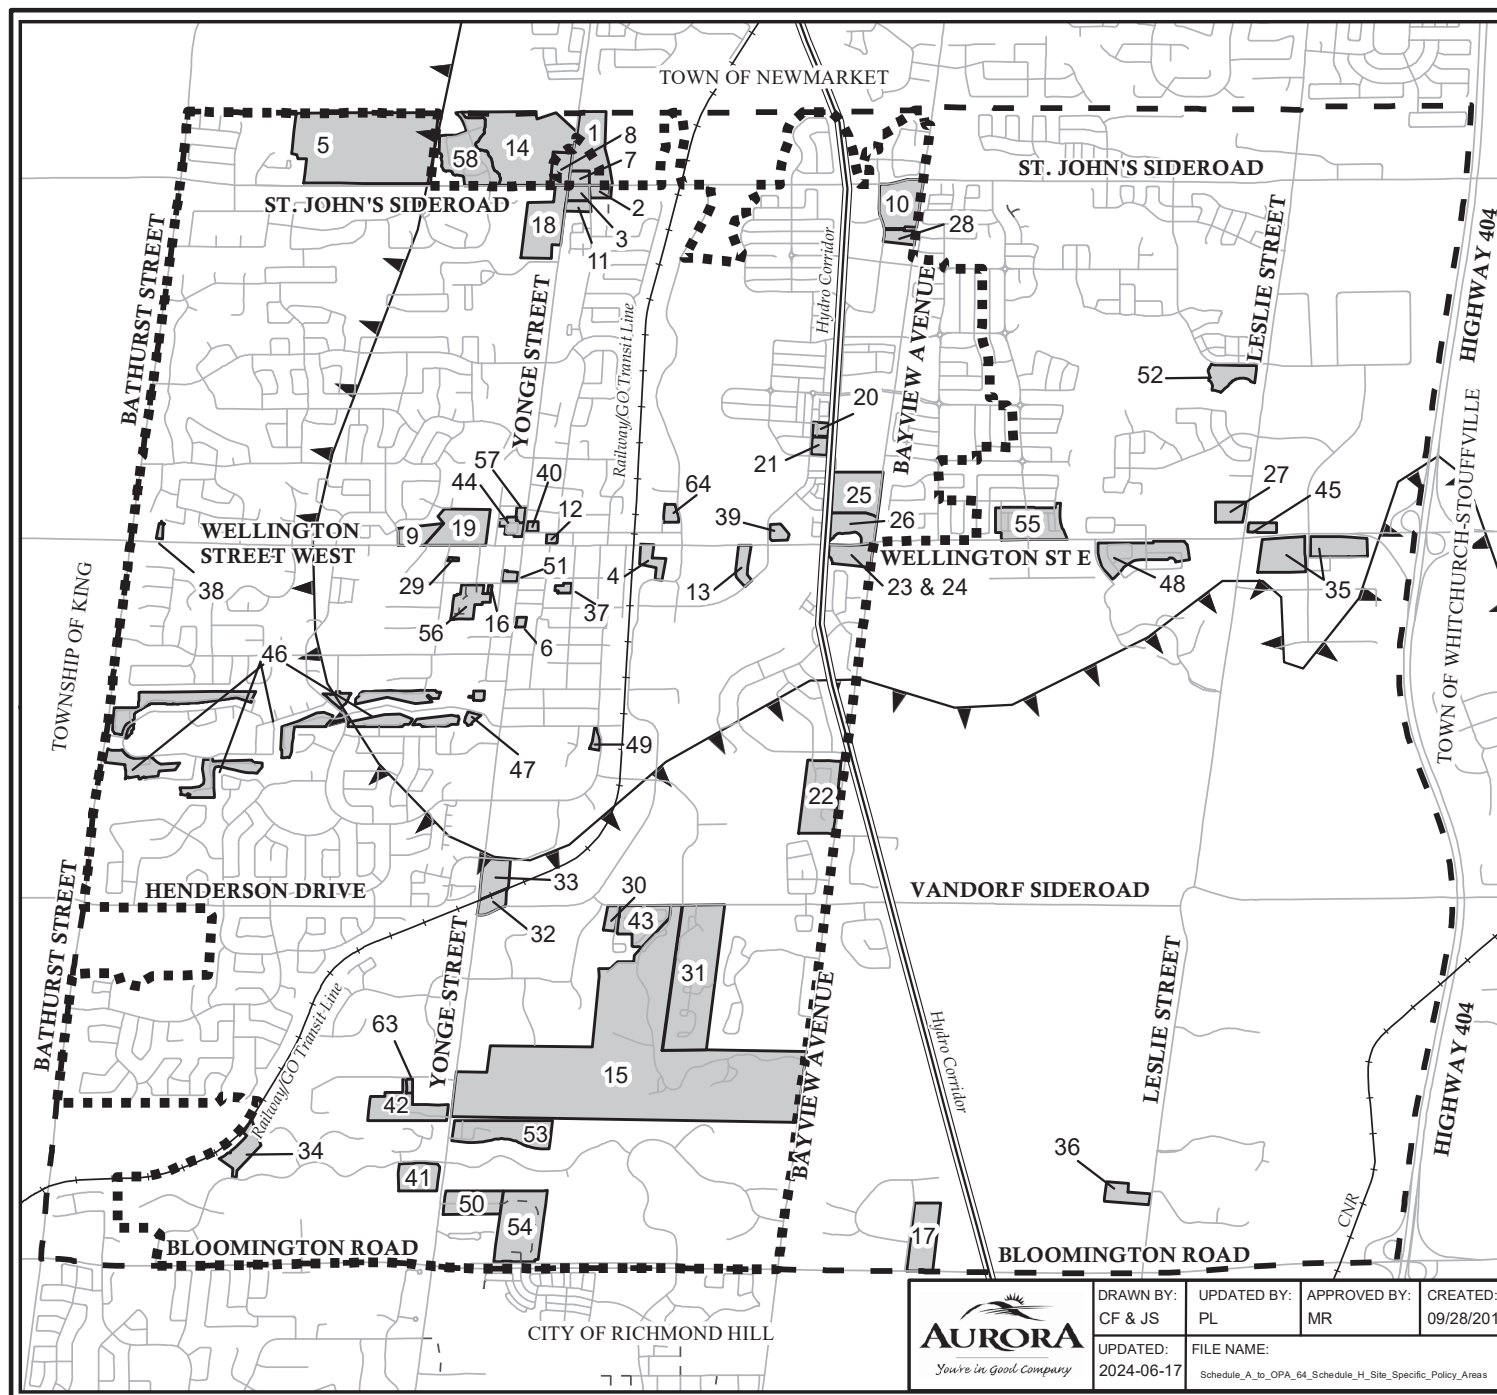 TOWN OF NEWMARKET
5
58
14
1
8
7
ST. JOHN'S SIDEROAD
ST. JOHN'S SIDEROAD
2
3
11
18
10
28
BATHURST STREET
YONGE STREET
Railway/GO Transit Line
Hydro Corridor
BAYVIEW AVENUE
LESLIE STREET
HIGHWAY 404
52
20
21
57
44
40
12
64
39
25
26
27
45
55
9
19
WELLINGTON
STREET WEST
WELLINGTON ST E
38
29
51
4
13
23 & 24
48
35
56
16
37
6
TOWNSHIP OF KING
TOWN OF WHITCHURCH-STOUFFVILLE
46
47
49
22
HENDERSON DRIVE
VANDORF SIDEROAD
33
32
30
43
31
BATHURST STREET
YONGE STREET
Railway/GO Transit Line
BAYVIEW AVENUE
Hydro Corridor
LESLIE STREET
HIGHWAY 404
63
42
15
53
34
41
50
54
36
17
CNR
BLOOMINGTON ROAD
BLOOMINGTON ROAD
CITY OF RICHMOND HILL
AURORA
You're in Good Company
DRAWN BY:
CF & JS
UPDATED BY:
PL
APPROVED BY:
MR
CREATED:
09/28/201
UPDATED:
2024-06-17
FILE NAME:
Schedule_A_to_OPA_64_Schedule_H_Site_Specific_Policy_Areas